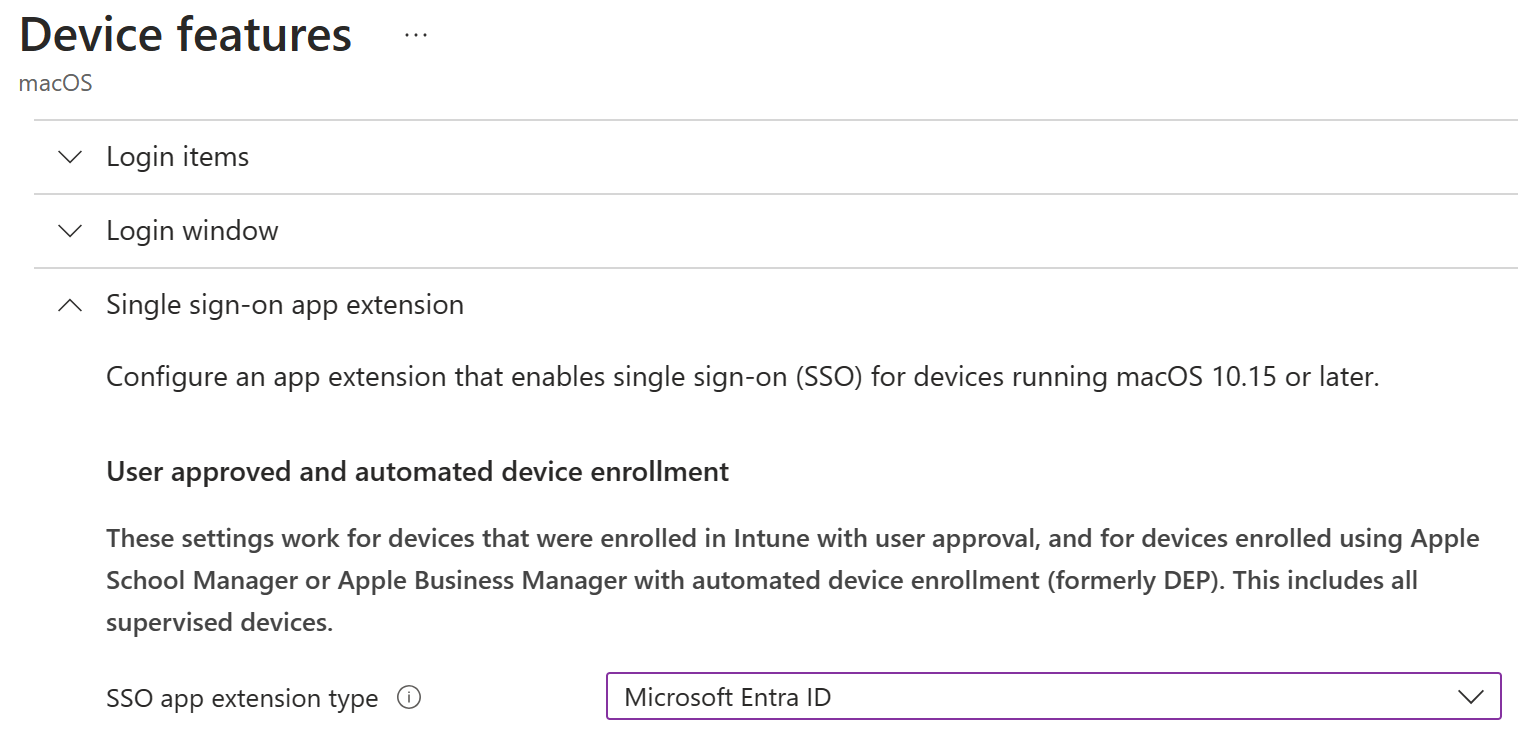 Device features ...
macOS
Login items
Login window
Single sign-on app extension
Configure an app extension that enables single sign-on (SSO) for devices running macOS 10.15 or later.
User approved and automated device enrollment
These settings work for devices that were enrolled in Intune with user approval, and for devices enrolled using Apple
School Manager or Apple Business Manager with automated device enrollment (formerly DEP). This includes all
supervised devices.
SSO app extension type
Microsoft Entra ID